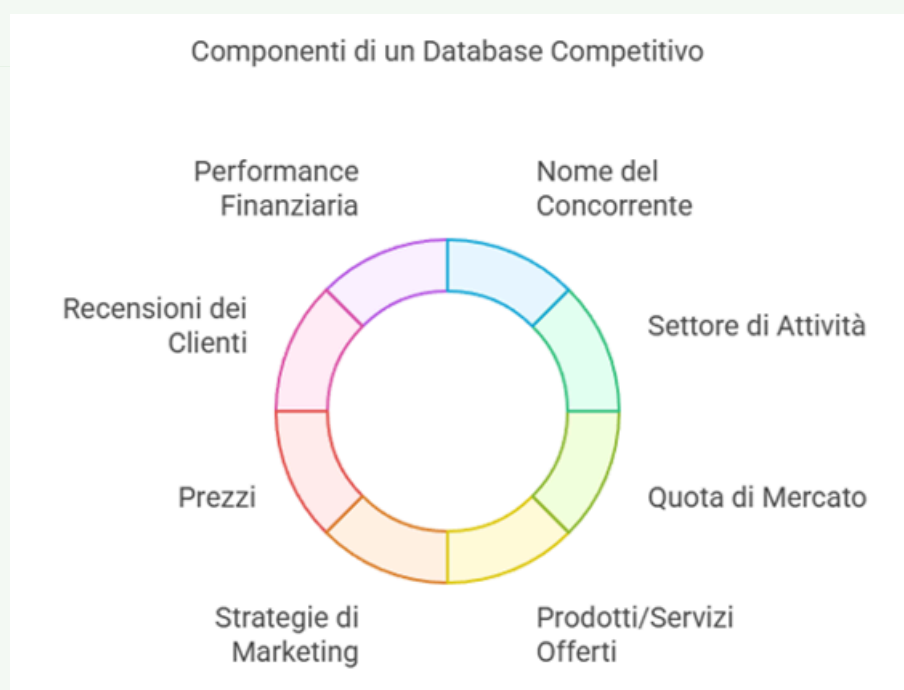 Componenti di un Database Competitivo
Performance
Finanziaria
Nome del
Concorrente
Recensioni dei
Clienti
Settore di Attività
Prezzi
Quota di Mercato
Strategie di
Marketing
Prodotti/Servizi
Offerti